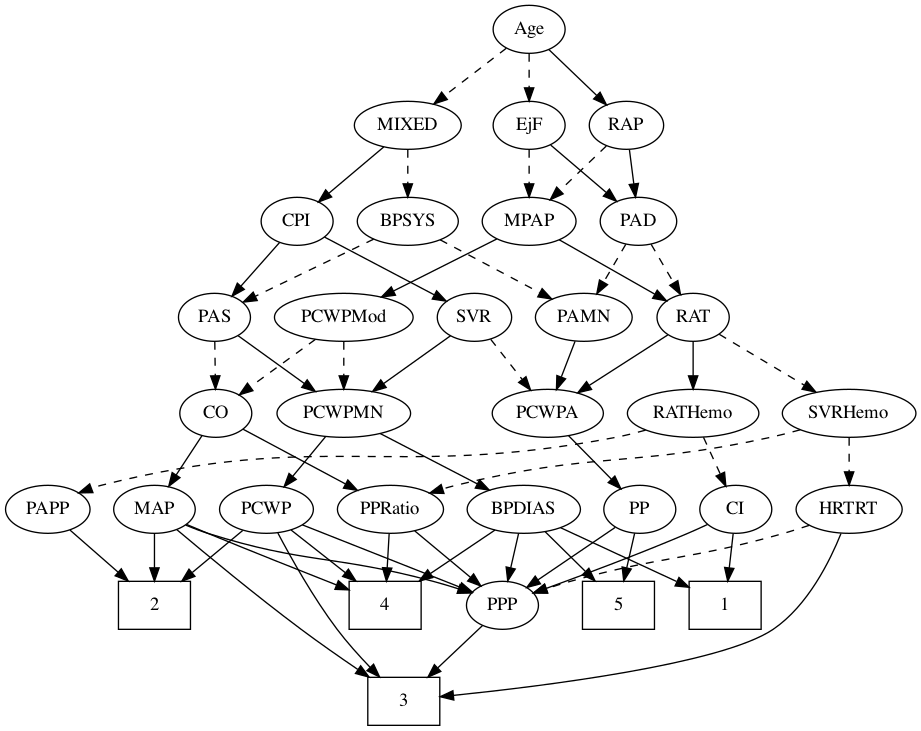 Age
MIXED EjF RAP
CPI BPSYS MPAP PAD
PAS PCWPMod SVR PAMN RAT
CO PCWPMN PCWPA RATHemo SVRHemo
PAPP MAP PCWP PPRatio BPDIAS PP CI HRTRT
2 4 PPP 5 1
3